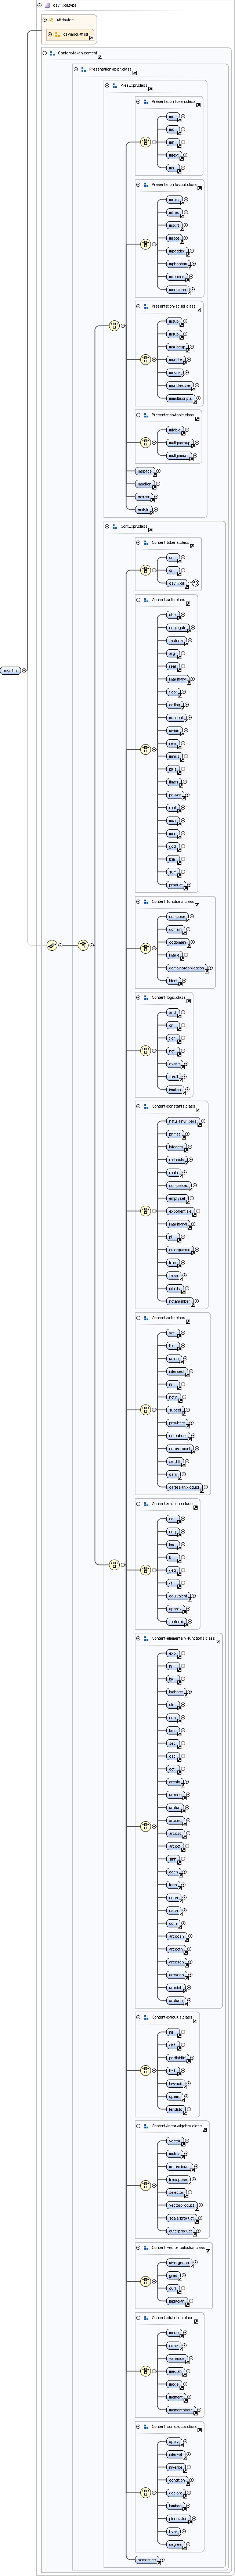 csymbol.type
Attributes
csymbol.attlist
Content-token.content
Presentation-expr.class
PresExpr.class
Presentation-token.class
mi
mo
mn
mtext
ms
Presentation-layout.class
mrow
mfrac
msqrt
mroot
mpadded
mphantom
mfenced
menclose
Presentation-script.class
msub
msup
msubsup
munder
mover
munderover
mmultiscripts
Presentation-table.class
mtable
maligngroup
malignmark
mspace
maction
merror
mstyle
ContExpr.class
Content-tokens.class
cn
ci
csymbol
Content-arith.class
abs
conjugate
factorial
arg
real
imaginary
floor
ceiling
quotient
divide
rem
minus
plus
times
power
root
max
min
gcd
lcm
sum
product
csymbol
Content-functions.class
compose
domain
codomain
image
domainofapplication
ident
Content-logic.class
and
or
xor
not
exists
forall
implies
Content-constants.class
naturalnumbers
primes
integers
rationals
reals
complexes
emptyset
exponentiale
imaginaryi
pi
eulergamma
true
false
infinity
notanumber
Content-sets.class
set
list
union
intersect
in
notin
subset
prsubset
notsubset
notprsubset
setdiff
card
cartesianproduct
Content-relations.class
eq
neq
leq
lt
geq
gt
equivalent
approx
factorof
Content-elementary-functions.class
exp
ln
log
logbase
sin
cos
tan
sec
csc
cot
arcsin
arccos
arctan
arcsec
arccsc
arccot
sinh
cosh
tanh
sech
csch
coth
arccosh
arccoth
arccsch
arcsech
arcsinh
arctanh
Content-calculus.class
int
diff
partialdiff
limit
lowlimit
uplimit
tendsto
Content-linear-algebra.class
vector
matrix
determinant
transpose
selector
vectorproduct
scalarproduct
outerproduct
Content-vector-calculus.class
divergence
grad
curl
laplacian
Content-statistics.class
mean
sdev
variance
median
mode
moment
momentabout
Content-constructs.class
apply
interval
inverse
condition
declare
lambda
piecewise
bvar
degree
semantics